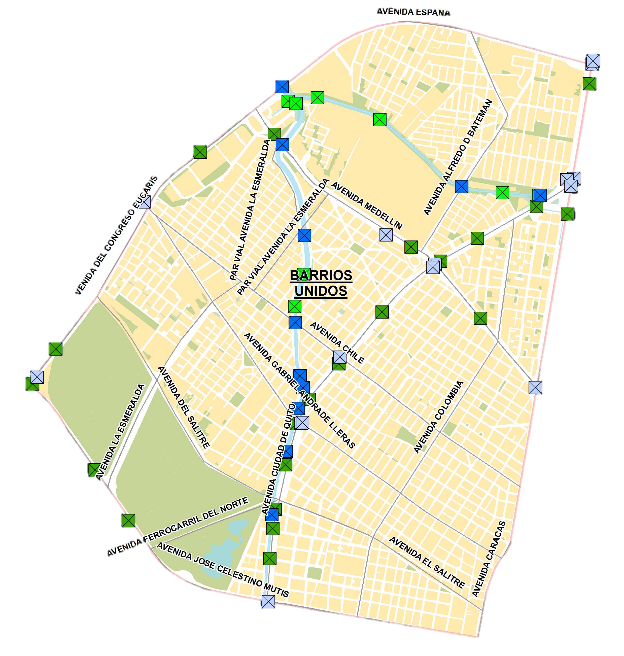 AVENIDA ESPANA
AVENIDA ALFREDO D BATEMAN
PAR VIAL AVENIDA LA ESMERALDA
PAR VIAL AVENIDA LA ESMERALDA
AVENIDA MEDELLIN
VENIDA DEL CONGRESO EUCARIS
BARRIOS
UNIDOS
AVENIDA CHILE
AVENIDA GABRIEL ANDRADE LLERAS
AVENIDA DEL SALITRE
AVENIDA LA ESMERALDA
AVENIDA COLOMBIA
AVENIDA CIUDAD DE QUITO
AVENIDA FERROCARRIL DEL NORTE
AVENIDA JOSE CELESTINO MUTIS
AVENIDA EL SALITRE
AVENIDA CARACAS